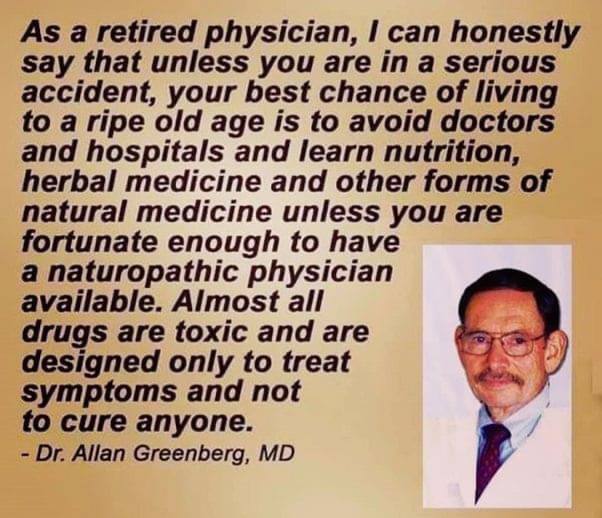 As a retired physician, I can honestly
say that unless you are in a serious
accident, your best chance of living
to a ripe old age is to avoid doctors
and hospitals and learn nutrition,
herbal medicine and other forms of
natural medicine unless you are
fortunate enough to have
a naturopathic physician
available. Almost all
drugs are toxic and are
designed only to treat
symptoms and not
to cure anyone.
- Dr. Allan Greenberg, MD